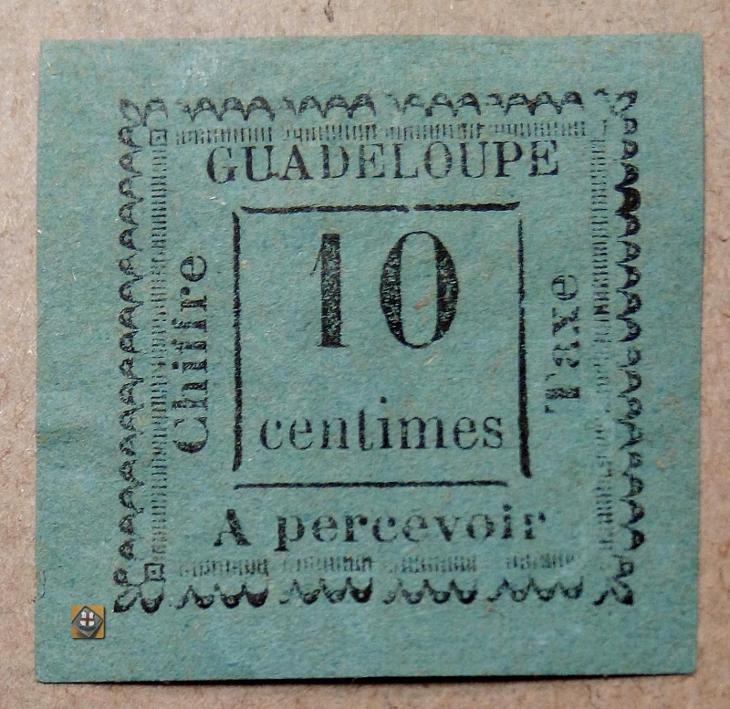 GUADELOUPE
Chiffre
10
centimes
Taxe
A percevoir